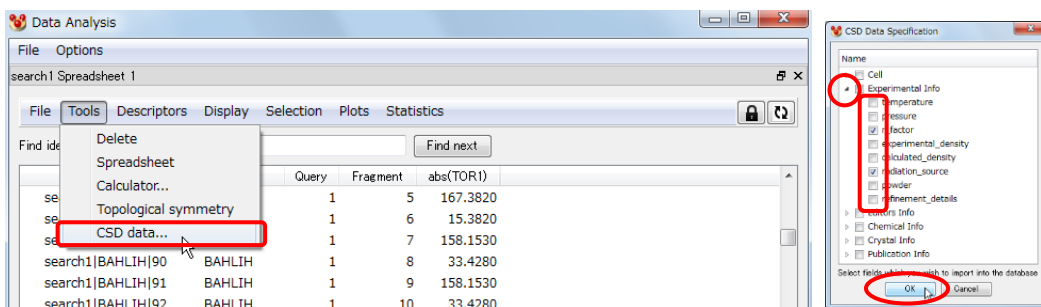 Data Analysis
File Options
search1 Spreadsheet 1
File Tools Descriptors Display Selection Plots Statistics
Find next
Delete
Spreadsheet
Calculator...
Topological symmetry
CSD data...
Query Fragment abs(TOR1)
1 5 167.3820
1 6 15.3820
1 7 158.1530
search1|BAHLIH|90 BAHLIH 1 8 33.4280
search1|BAHLIH|91 BAHLIH 1 9 158.1530
search1|BAHLIH|92 BAHLIH 1 10 33.4280
CSD Data Specification
Name
Cell
Experimental Info
temperature
pressure
r_factor
experimental_density
calculated_density
radiation_source
powder
refinement_details
Editors Info
Chemical Info
Crystal Info
Publication Info
Select fields which you wish to import into the database
OK Cancel